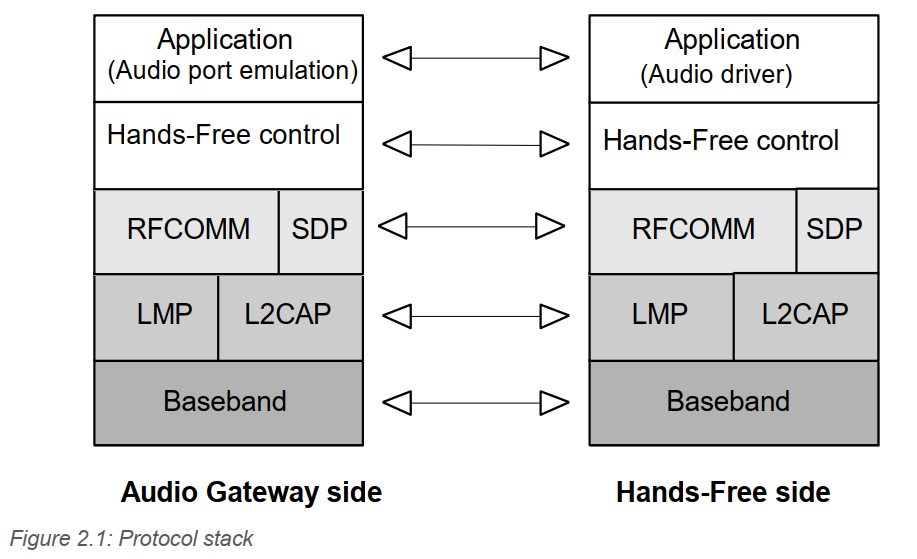 Application
(Audio port emulation)
Hands-Free control
RFCOMM
SDP
LMP
L2CAP
Baseband
Audio Gateway side
Application
(Audio driver)
Hands-Free control
RFCOMM
SDP
LMP
L2CAP
Baseband
Hands-Free side
Figure 2.1: Protocol stack